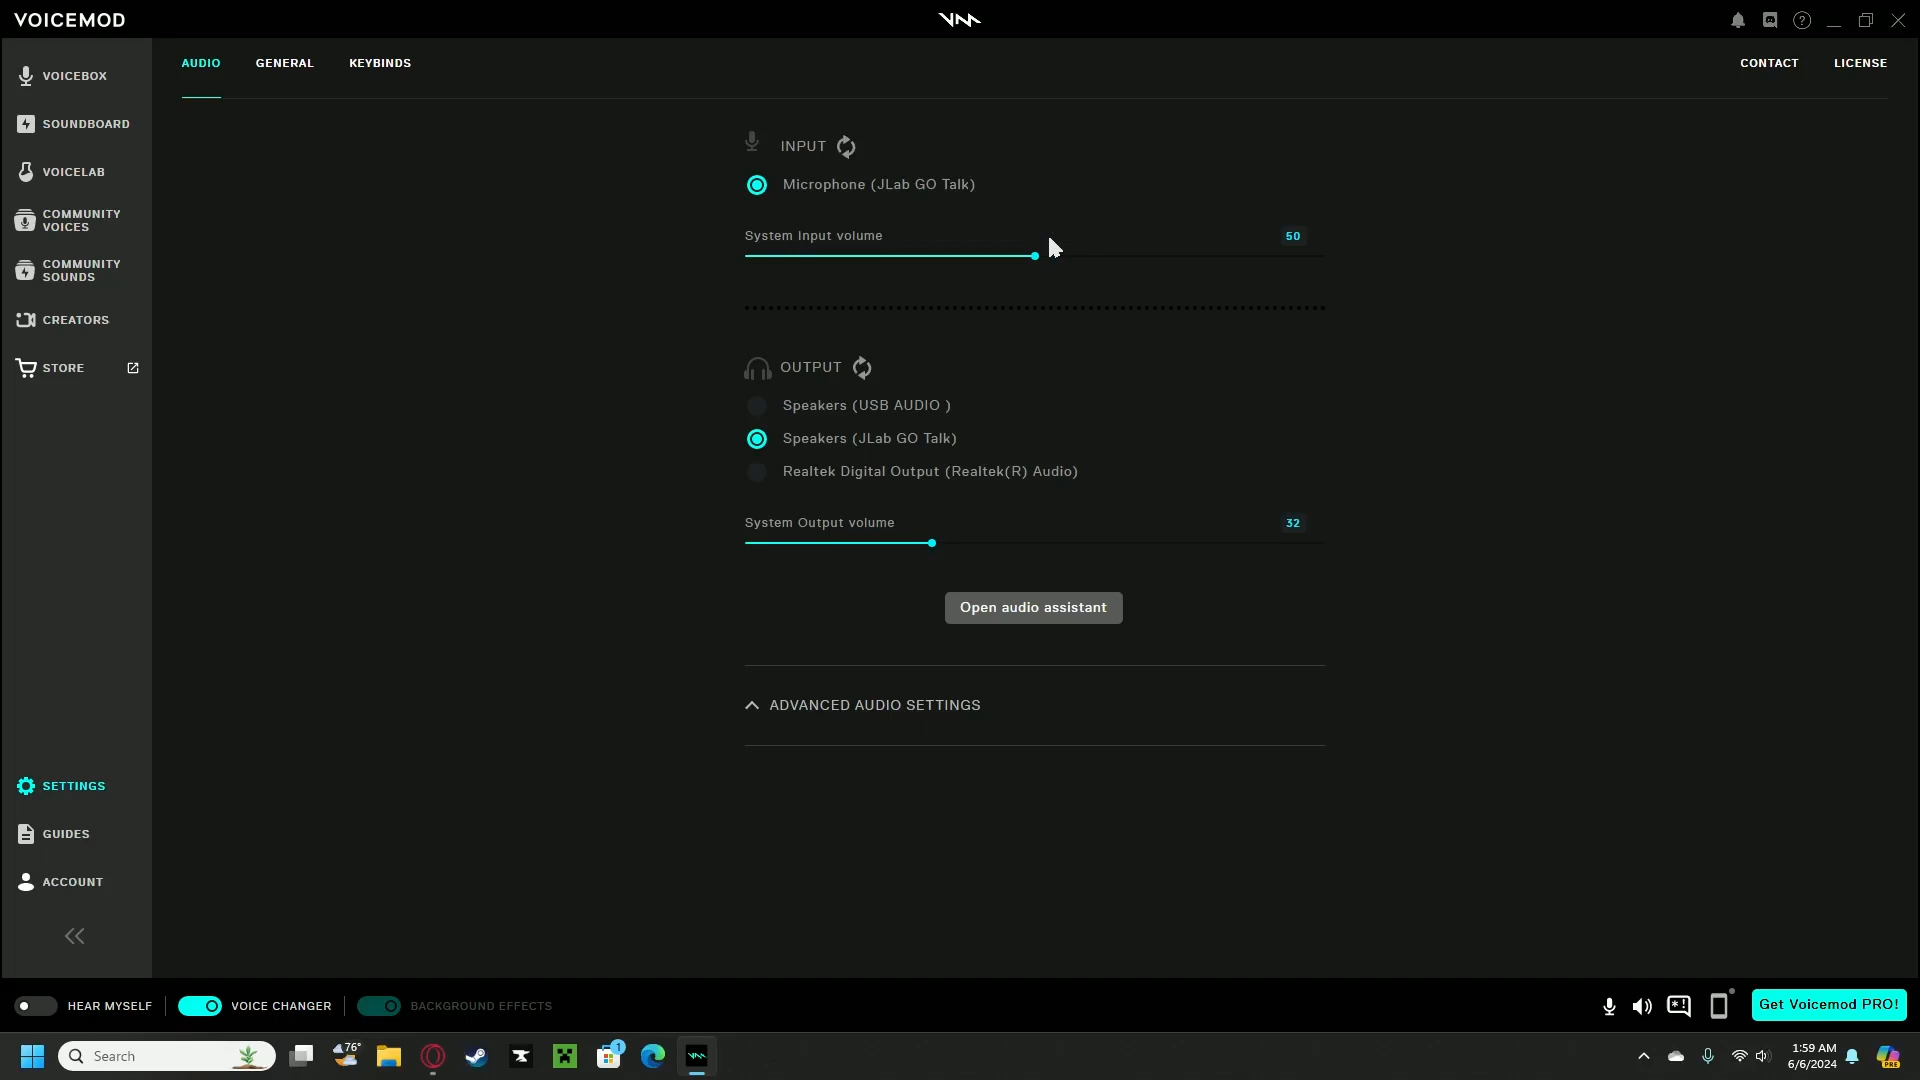 VOICEMOD
VOICEBOX
SOUNDBOARD
VOICELAB
COMMUNITY
VOICES
COMMUNITY
SOUNDS
CREATORS
STORE
SETTINGS
GUIDES
ACCOUNT
AUDIO GENERAL KEYBINDS CONTACT LICENSE
INPUT
Microphone (JLab GO Talk)
System Input volume 50
OUTPUT
Speakers (USB AUDIO )
Speakers (JLab GO Talk)
Realtek Digital Output (Realtek(R) Audio)
System Output volume 32
Open audio assistant
ADVANCED AUDIO SETTINGS
HEAR MYSELF VOICE CHANGER BACKGROUND EFFECTS Get Voicemod PRO!
Search 76° 1 1:59 AM
6/6/2024
PRE